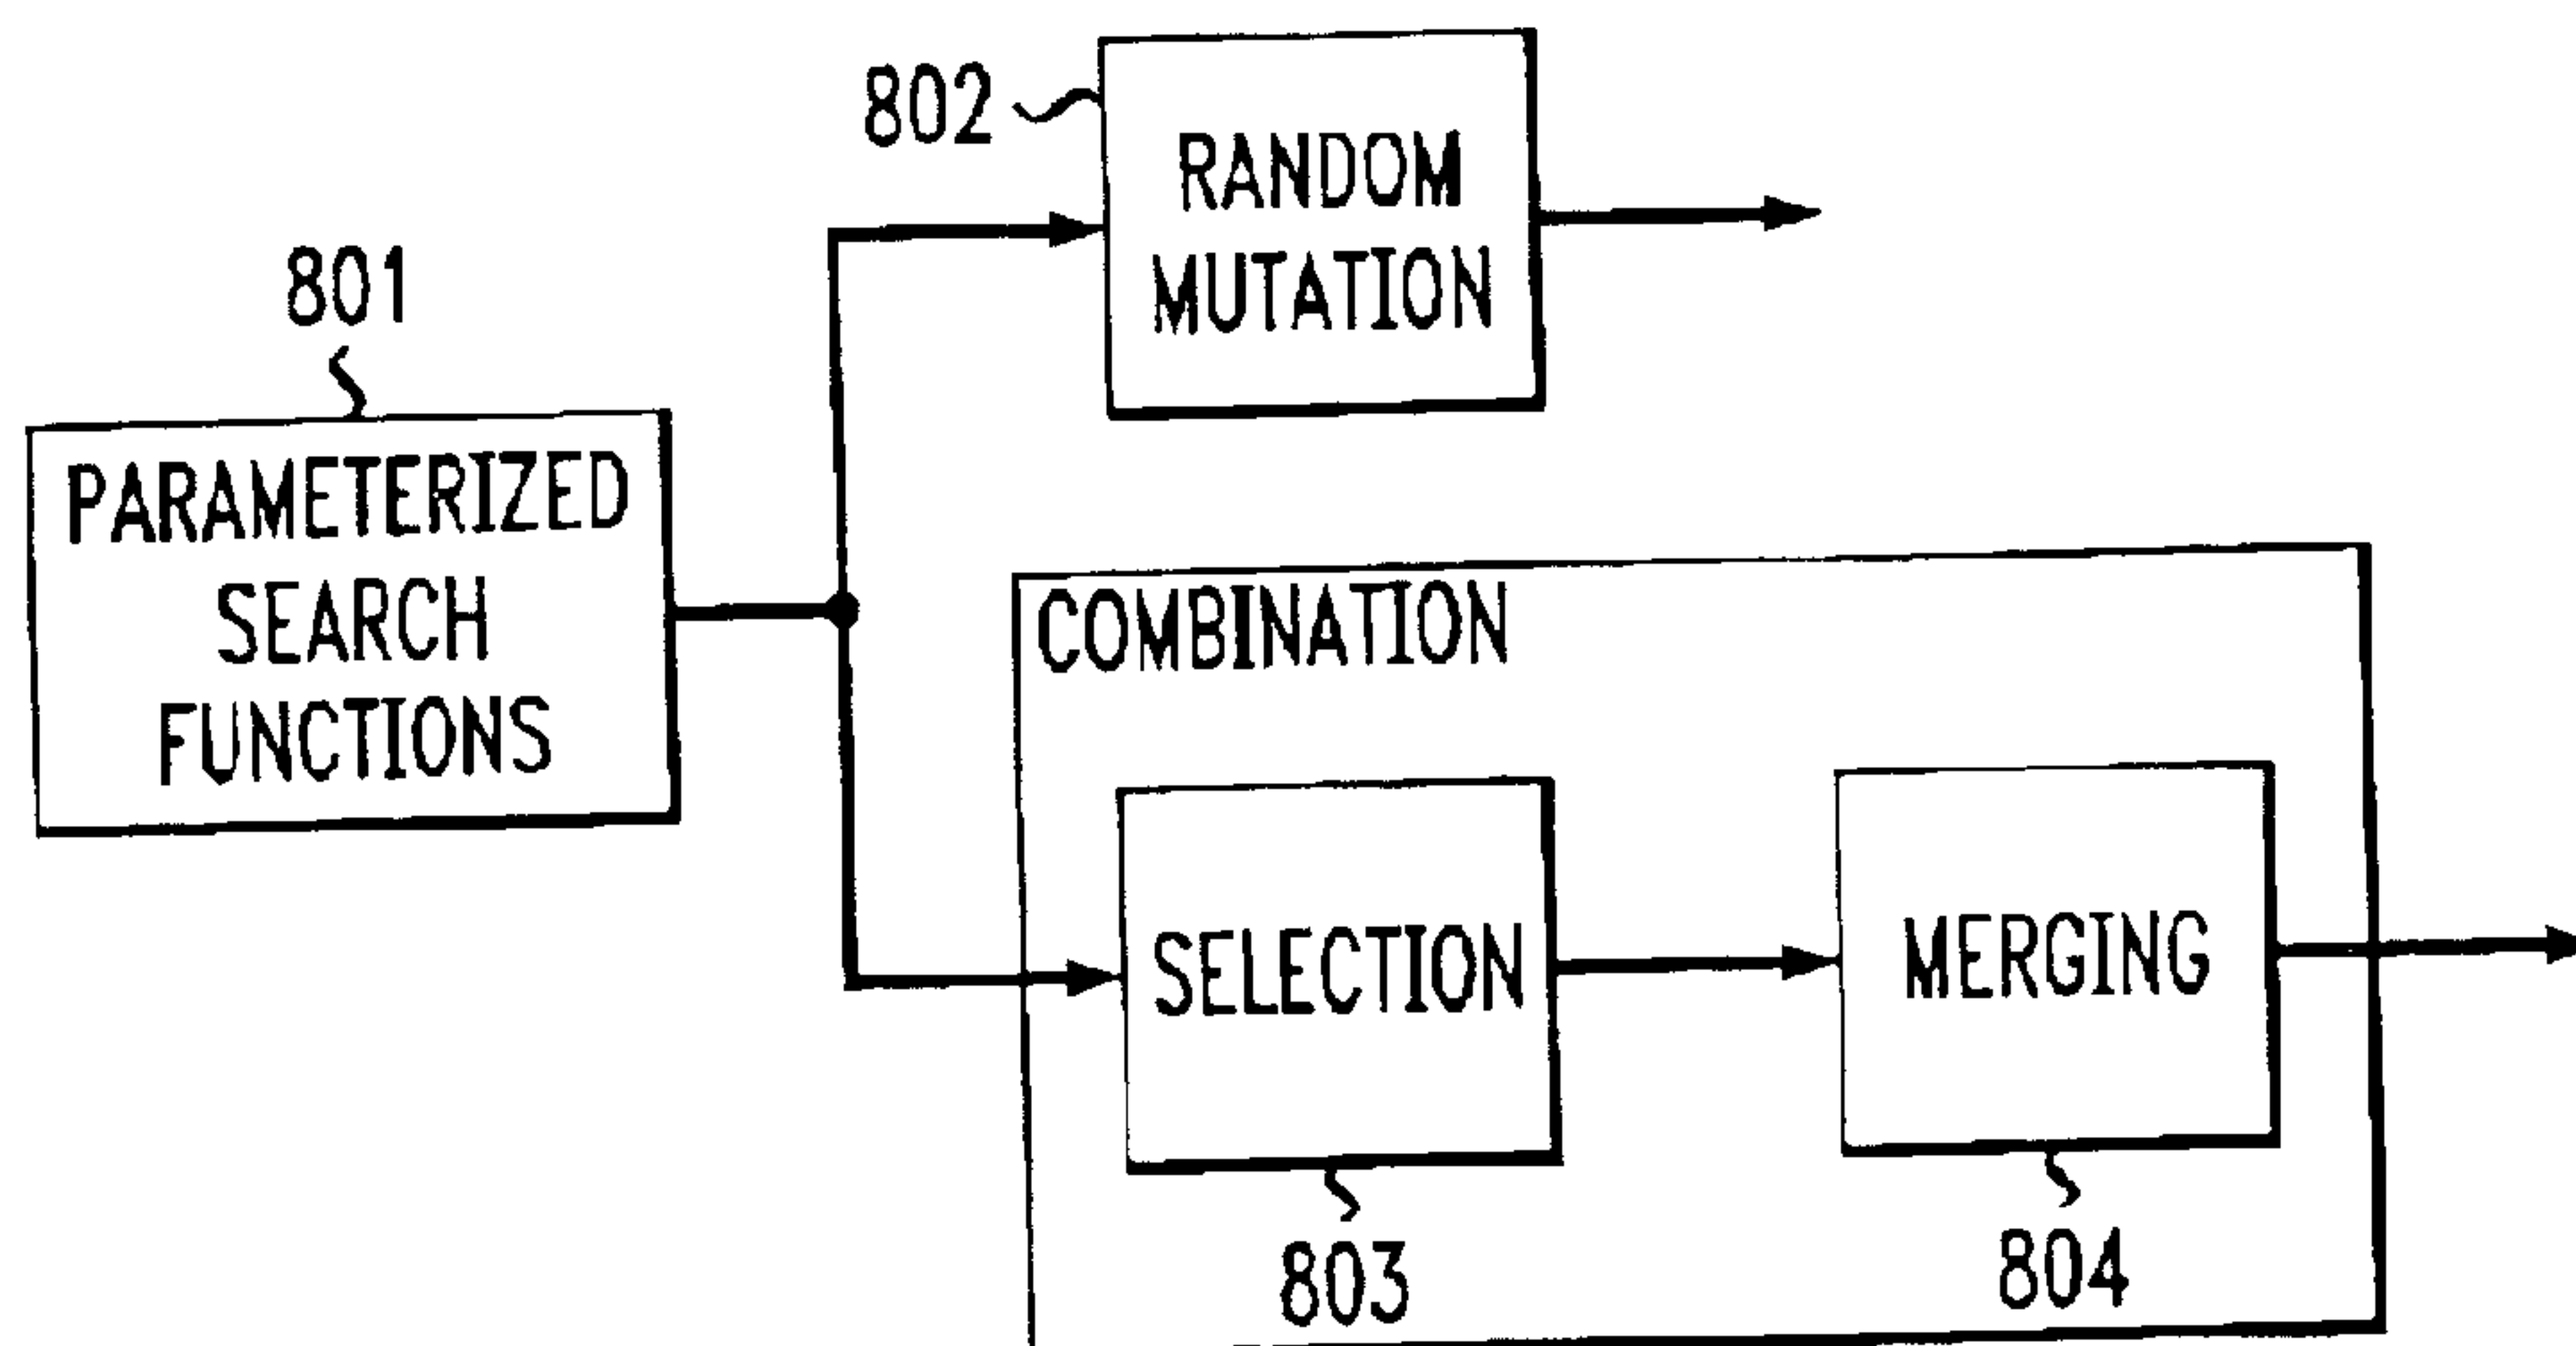 802
RANDOM
MUTATION
801
PARAMETERIZED
SEARCH
FUNCTIONS
COMBINATION
SELECTION
MERGING
803
804